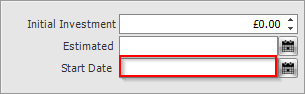 Initial Investment £0.00
Estimated
Start Date